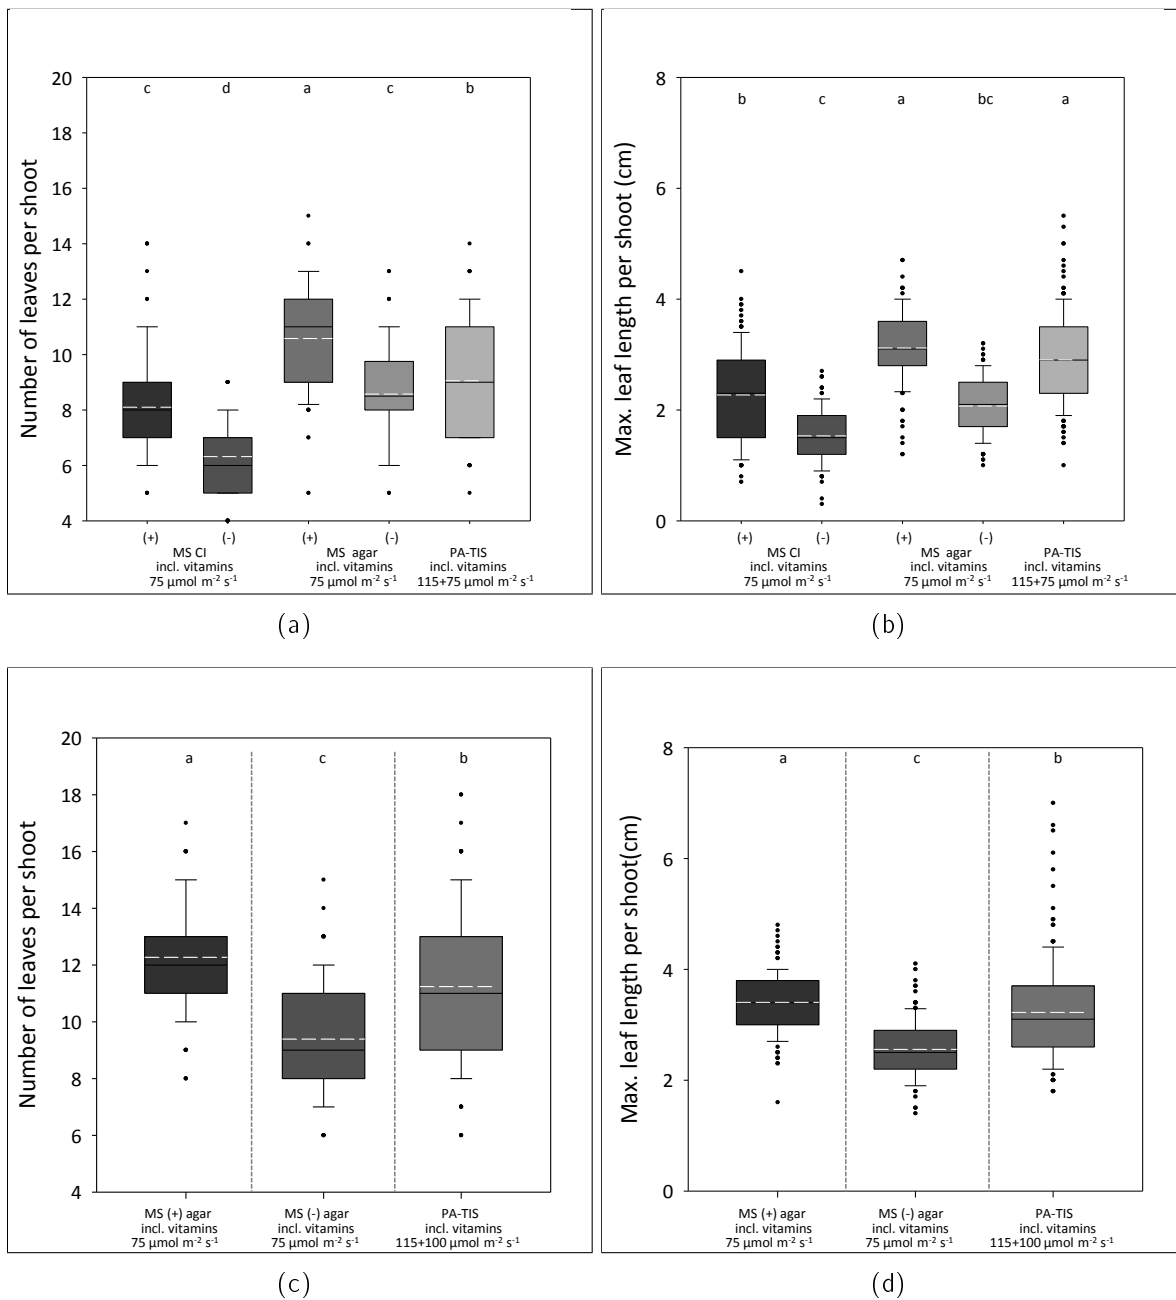 Number of leaves per shoot
20
18
16
14
12
10
8
6
4
c d a c b
(+) (-) (+) (-)
MS CI
incl. vitamins
75 µmol m⁻² s⁻¹
MS agar
incl. vitamins
75 µmol m⁻² s⁻¹
PA-TIS
incl. vitamins
115+75 µmol m⁻² s⁻¹
(a)
Max. leaf length per shoot (cm)
8
6
4
2
0
b c a bc a
(+) (-) (+) (-)
MS CI
incl. vitamins
75 µmol m⁻² s⁻¹
MS agar
incl. vitamins
75 µmol m⁻² s⁻¹
PA-TIS
incl. vitamins
115+75 µmol m⁻² s⁻¹
(b)
Number of leaves per shoot
20
18
16
14
12
10
8
6
4
a c b
MS (+) agar
incl. vitamins
75 µmol m⁻² s⁻¹
MS (-) agar
incl. vitamins
75 µmol m⁻² s⁻¹
PA-TIS
incl. vitamins
115+100 µmol m⁻² s⁻¹
(c)
Max. leaf length per shoot(cm)
8
6
4
2
0
a c b
MS (+) agar
incl. vitamins
75 µmol m⁻² s⁻¹
MS (-) agar
incl. vitamins
75 µmol m⁻² s⁻¹
PA-TIS
incl. vitamins
115+100 µmol m⁻² s⁻¹
(d)